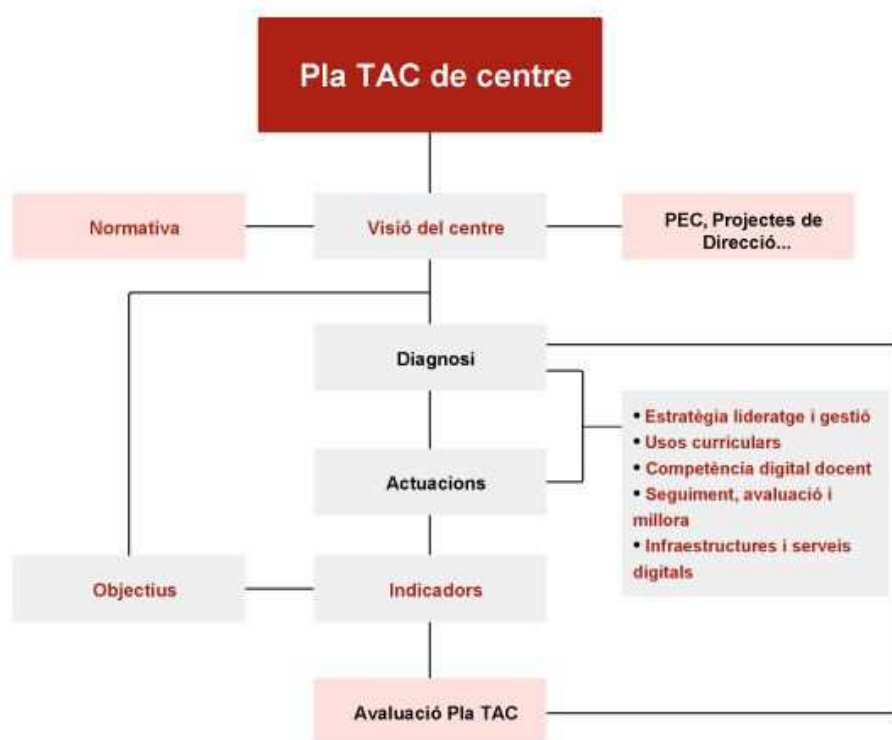 Pla TAC de centre
Normativa
Visió del centre
PEC, Projectes de
Direcció...
Diagnosi
• Estratègia lideratge i gestió
• Usos curriculars
• Competència digital docent
• Seguiment, avaluació i
millora
• Infraestructures i serveis
digitals
Actuacions
Objectius
Indicadors
Avaluació Pla TAC